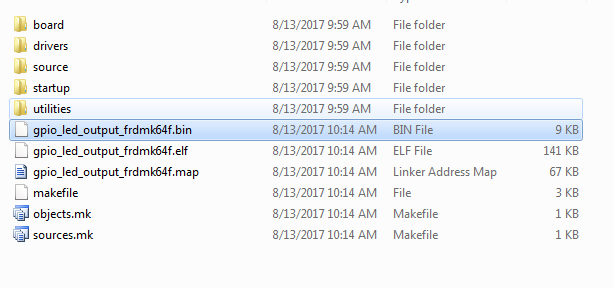 board 8/13/2017 9:59 AM File folder
drivers 8/13/2017 9:59 AM File folder
source 8/13/2017 9:59 AM File folder
startup 8/13/2017 9:59 AM File folder
utilities 8/13/2017 9:59 AM File folder
gpio_led_output_frdmk64f.bin 8/13/2017 10:14 AM BIN File 9 KB
gpio_led_output_frdmk64f.elf 8/13/2017 10:14 AM ELF File 141 KB
gpio_led_output_frdmk64f.map 8/13/2017 10:14 AM Linker Address Map 67 KB
makefile 8/13/2017 10:14 AM File 3 KB
objects.mk 8/13/2017 10:14 AM Makefile 1 KB
sources.mk 8/13/2017 10:14 AM Makefile 1 KB